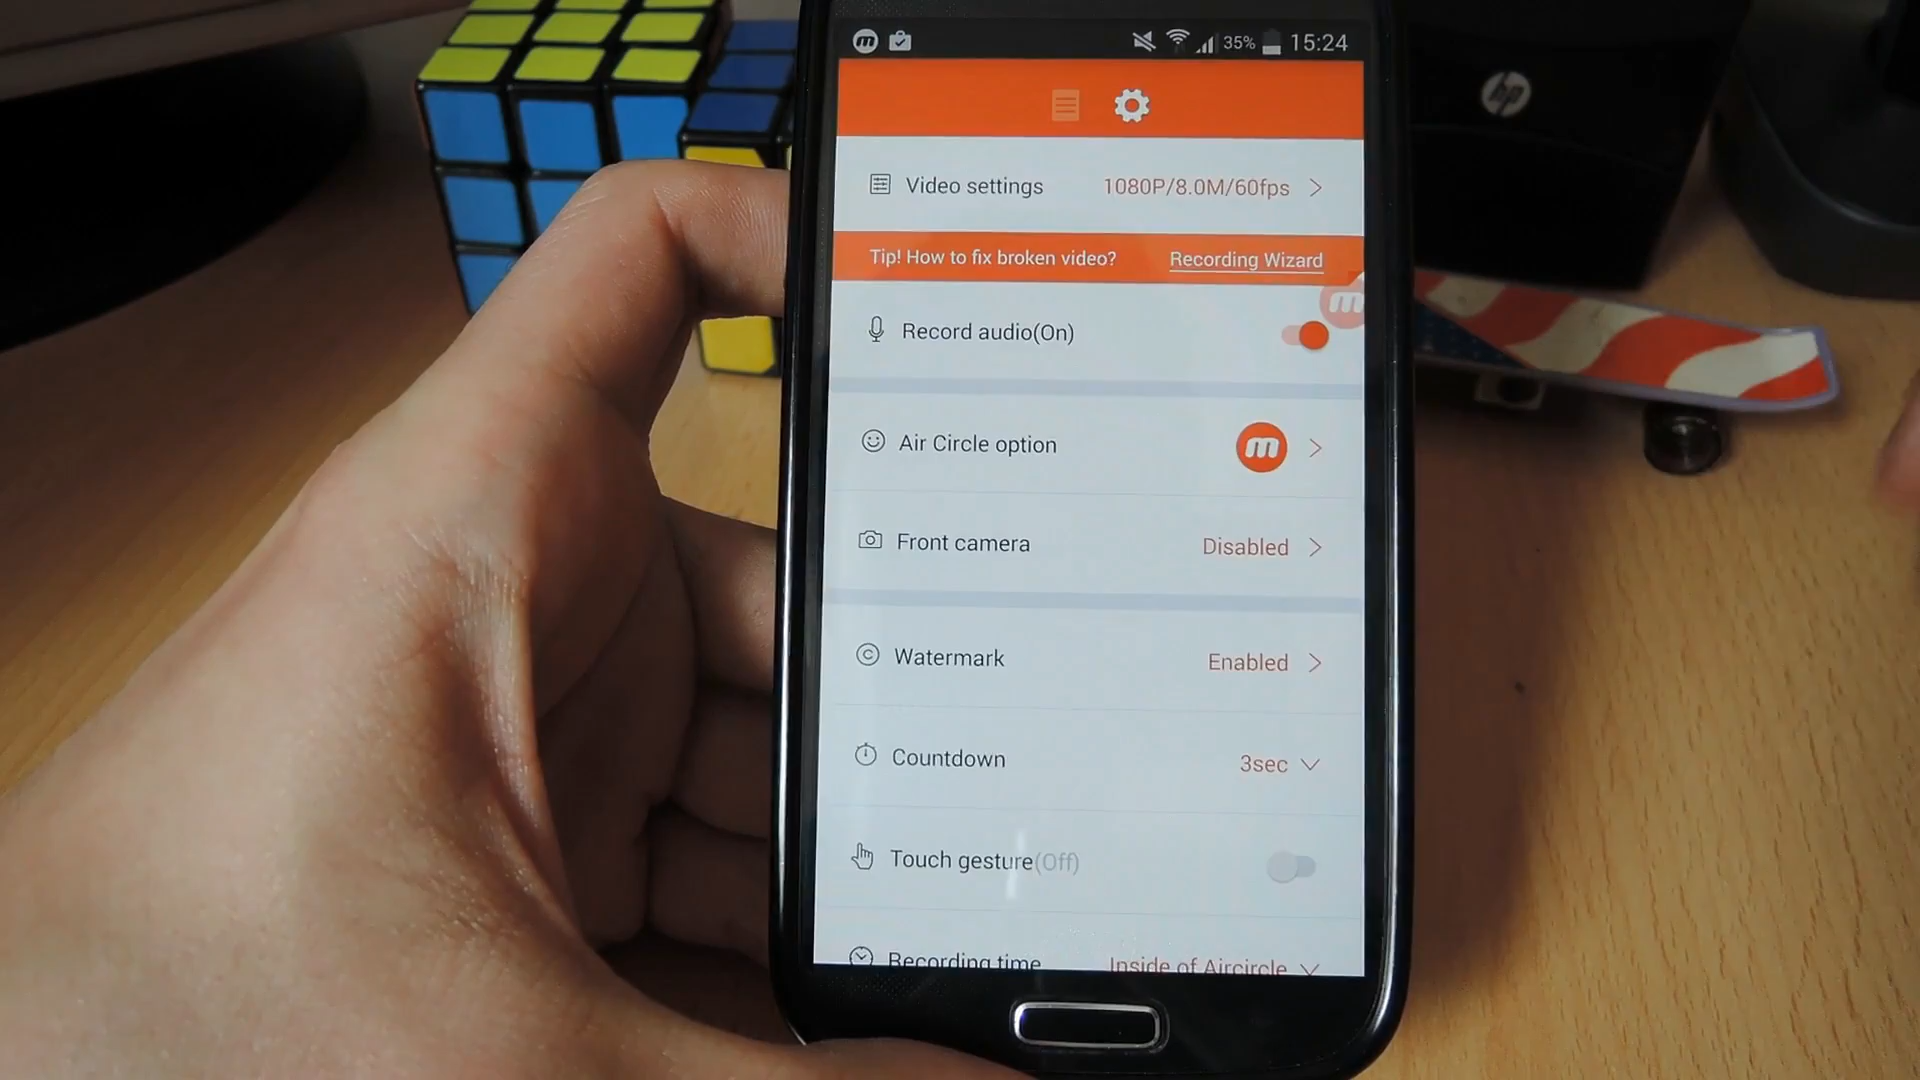 m 35% 15:24
hp
Video settings 1080P/8.0M/60fps
Tip! How to fix broken video? Recording Wizard
m
Record audio(On)
Air Circle option m
Front camera Disabled
Watermark Enabled
Countdown 3sec
Touch gesture(Off)
Recording time Inside of Aircircle